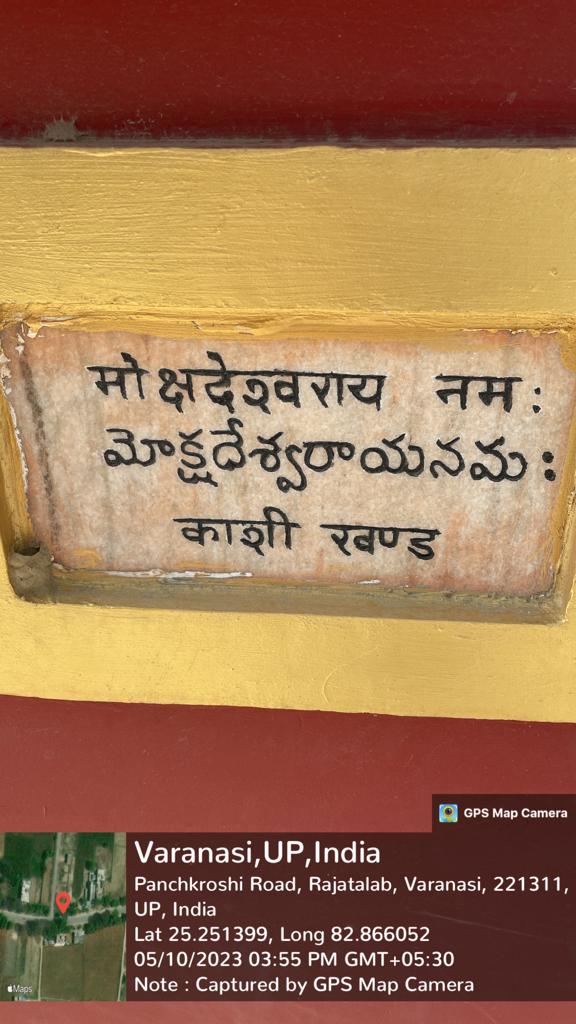 मोक्षदेश्वराय नम:
మోక్షదేశ్వరాయనమః
काशी खण्ड
GPS Map Camera
Varanasi,UP,India
Panchkroshi Road, Rajatalab, Varanasi, 221311,
UP, India
Lat 25.251399, Long 82.866052
05/10/2023 03:55 PM GMT+05:30
Note : Captured by GPS Map Camera
Maps